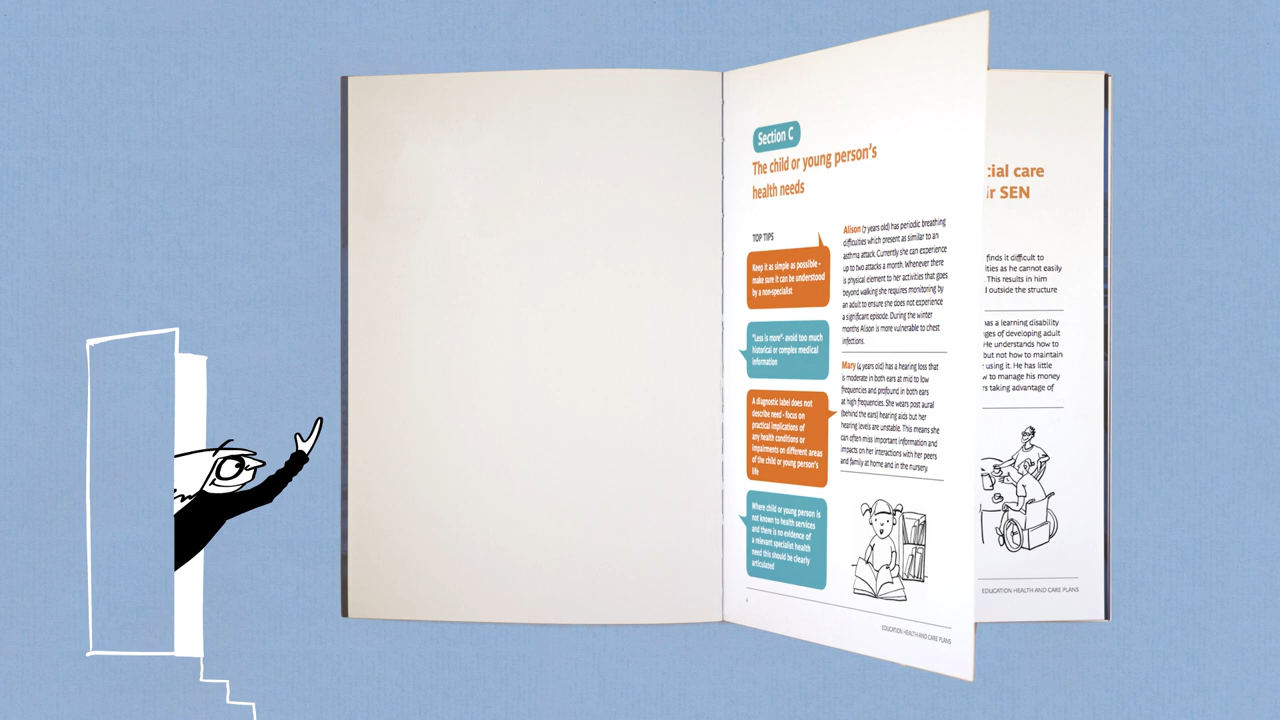 Section C
The child or young person's
health needs
TOP TIPS
Keep it as simple as possible -
make sure it can be understood
by a non-specialist
"Less is more"- avoid too much
historical or complex medical
information
A diagnostic label does not
describe need - focus on
practical implications of
any health conditions or
impairments on different areas
of the child or young person's
life
Where child or young person is
not known to health services
and there is no evidence of
a relevant specialist health
need this should be clearly
articulated
Alison (7 years old) has periodic breathing
difficulties which present as similar to an
asthma attack. Currently she can experience
up to two attacks a month. Whenever there
is physical element to her activities that goes
beyond walking she requires monitoring by
an adult to ensure she does not experience
a significant episode. During the winter
months Alison is more vulnerable to chest
infections.
Mary (4 years old) has a hearing loss that
is moderate in both ears at mid to low
frequencies and profound in both ears
at high frequencies. She wears post aural
(behind the ears) hearing aids but her
hearing levels are unstable. This means she
can often miss important information and
impacts on her interactions with her peers
and family at home and in the nursery.
EDUCATION HEALTH AND CARE PLANS
cial care
ir SEN
finds it difficult to
lties as he cannot easily
. This results in him
d outside the structure
has a learning disability
ages of developing adult
He understands how to
but not how to maintain
using it. He has little
w to manage his money
rs taking advantage of
EDUCATION HEALTH AND CARE PLANS